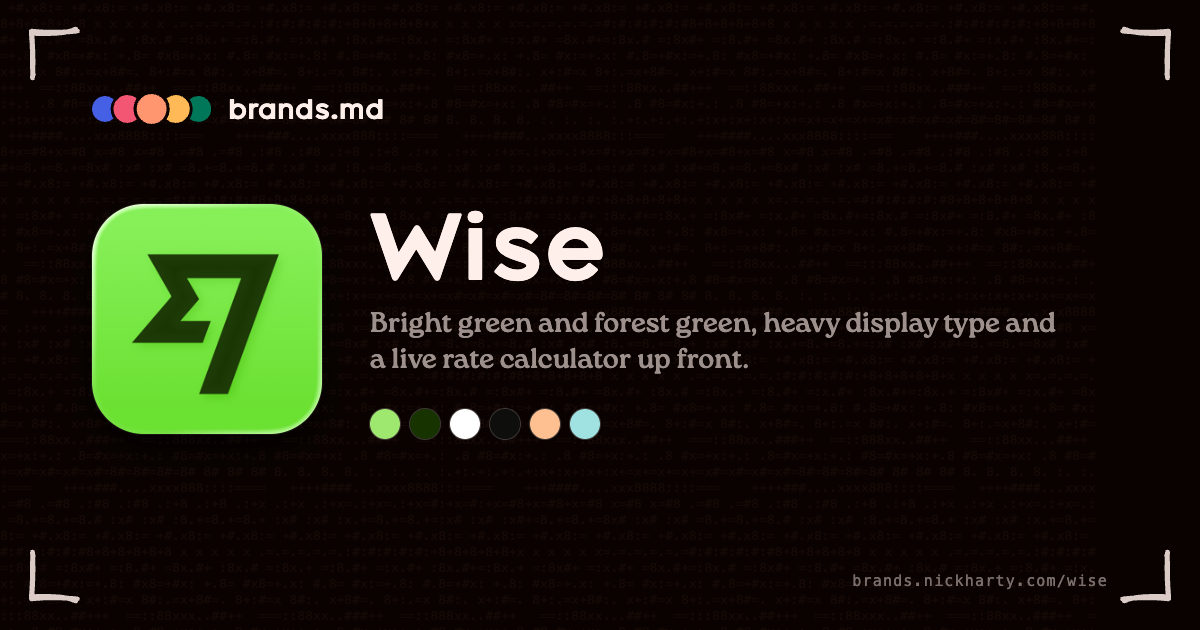 brands.md
Wise
Bright green and forest green, heavy display type and
a live rate calculator up front.
brands.nickharty.com/wise